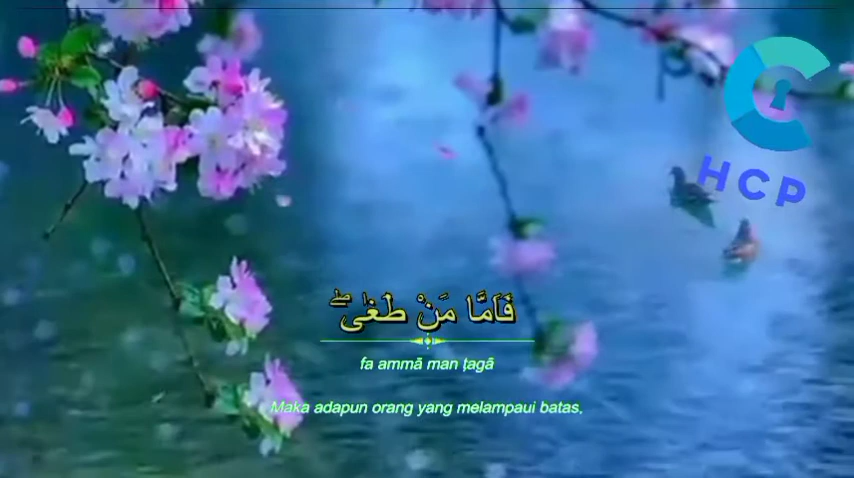 HCP
فَاَمَّا مَنْ طَغٰىۖ
fa ammā man ṭagā
Maka adapun orang yang melampaui batas,